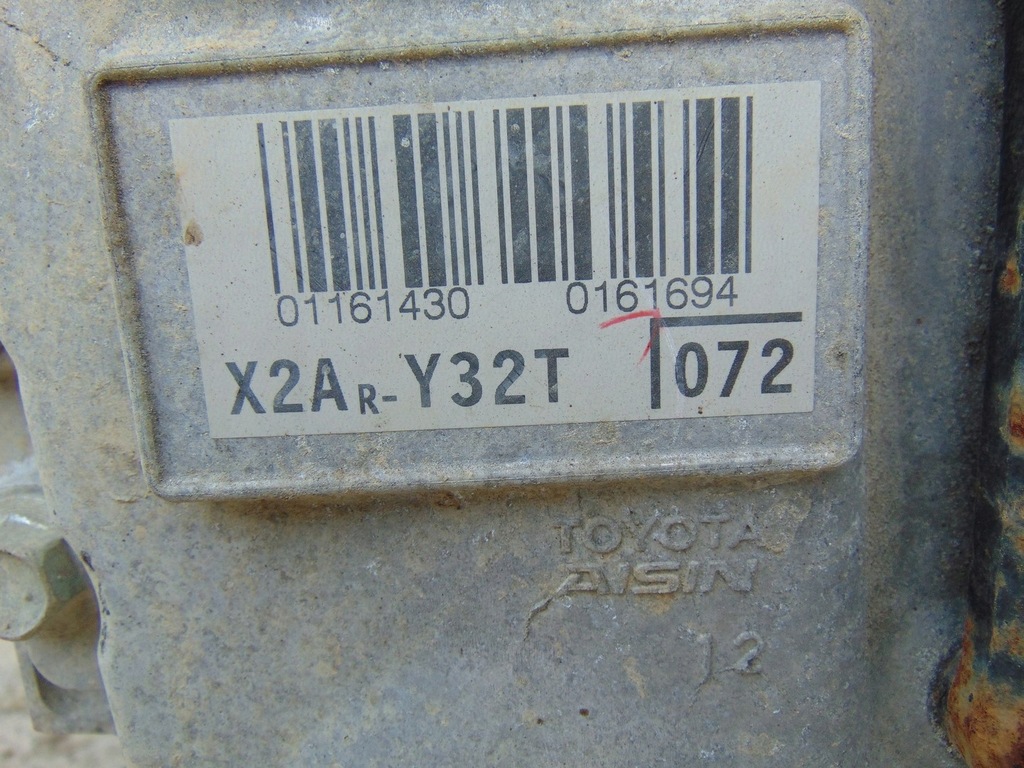 01161430 0161694
X2AR-Y32T 072
TOYOTA
AISIN
12